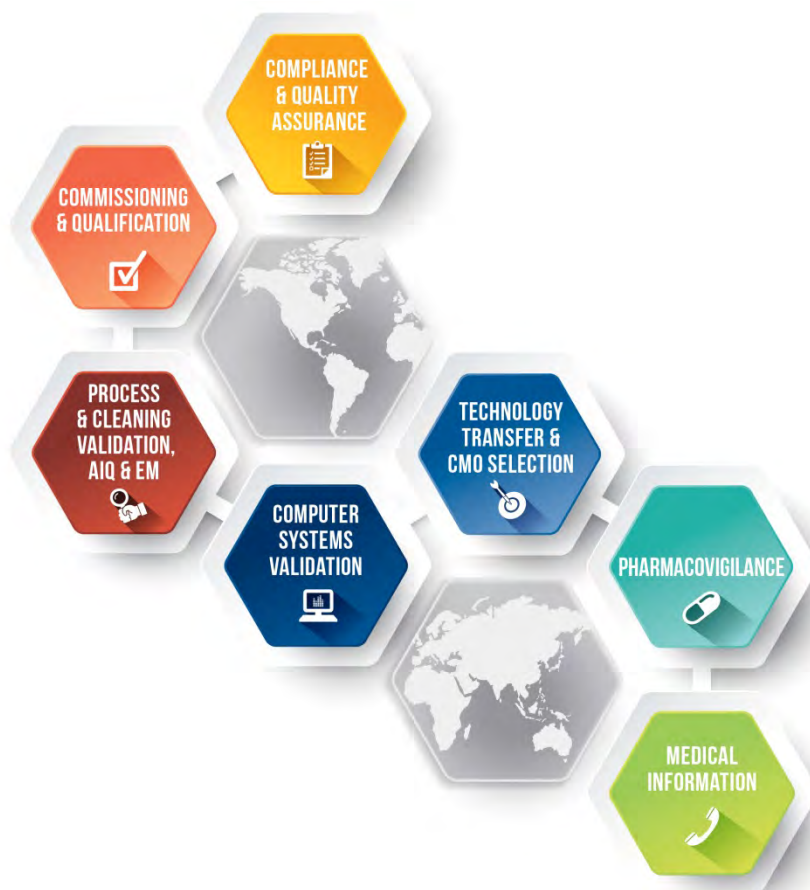 COMPLIANCE
& QUALITY
ASSURANCE
COMMISSIONING
& QUALIFICATION
PROCESS
& CLEANING
VALIDATION,
AIQ & EM
COMPUTER
SYSTEMS
VALIDATION
TECHNOLOGY
TRANSFER &
CMO SELECTION
PHARMACOVIGILANCE
MEDICAL
INFORMATION